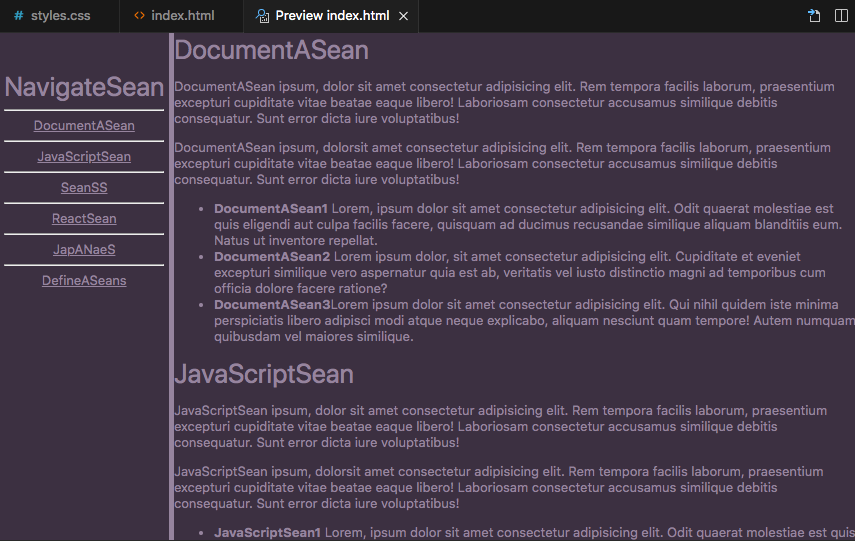 # styles.css
<> index.html
Preview index.html
NavigateSean
DocumentASean
JavaScriptSean
SeanSS
ReactSean
JapANaeS
DefineASeans
DocumentASean
DocumentASean ipsum, dolor sit amet consectetur adipisicing elit. Rem tempora facilis laborum, praesentium
excepturi cupiditate vitae beatae eaque libero! Laboriosam consectetur accusamus similique debitis
consequatur. Sunt error dicta iure voluptatibus!
DocumentASean ipsum, dolorsit amet consectetur adipisicing elit. Rem tempora facilis laborum, praesentium
excepturi cupiditate vitae beatae eaque libero! Laboriosam consectetur accusamus similique debitis
consequatur. Sunt error dicta iure voluptatibus!
• DocumentASean1 Lorem, ipsum dolor sit amet consectetur adipisicing elit. Odit quaerat molestiae est
quis eligendi aut culpa facilis facere, quisquam ad ducimus recusandae similique aliquam blanditiis eum.
Natus ut inventore repellat.
• DocumentASean2 Lorem ipsum dolor, sit amet consectetur adipisicing elit. Cupiditate et eveniet
excepturi similique vero aspernatur quia est ab, veritatis vel iusto distinctio magni ad temporibus cum
officia dolore facere ratione?
• DocumentASean3Lorem ipsum dolor sit amet consectetur adipisicing elit. Qui nihil quidem iste minima
perspiciatis libero adipisci modi atque neque explicabo, aliquam nesciunt quam tempore! Autem numquam
quibusdam vel maiores similique.
JavaScriptSean
JavaScriptSean ipsum, dolor sit amet consectetur adipisicing elit. Rem tempora facilis laborum, praesentium
excepturi cupiditate vitae beatae eaque libero! Laboriosam consectetur accusamus similique debitis
consequatur. Sunt error dicta iure voluptatibus!
JavaScriptSean ipsum, dolorsit amet consectetur adipisicing elit. Rem tempora facilis laborum, praesentium
excepturi cupiditate vitae beatae eaque libero! Laboriosam consectetur accusamus similique debitis
consequatur. Sunt error dicta iure voluptatibus!
• JavaScriptSean1 Lorem, ipsum dolor sit amet consectetur adipisicing elit. Odit quaerat molestiae est quis